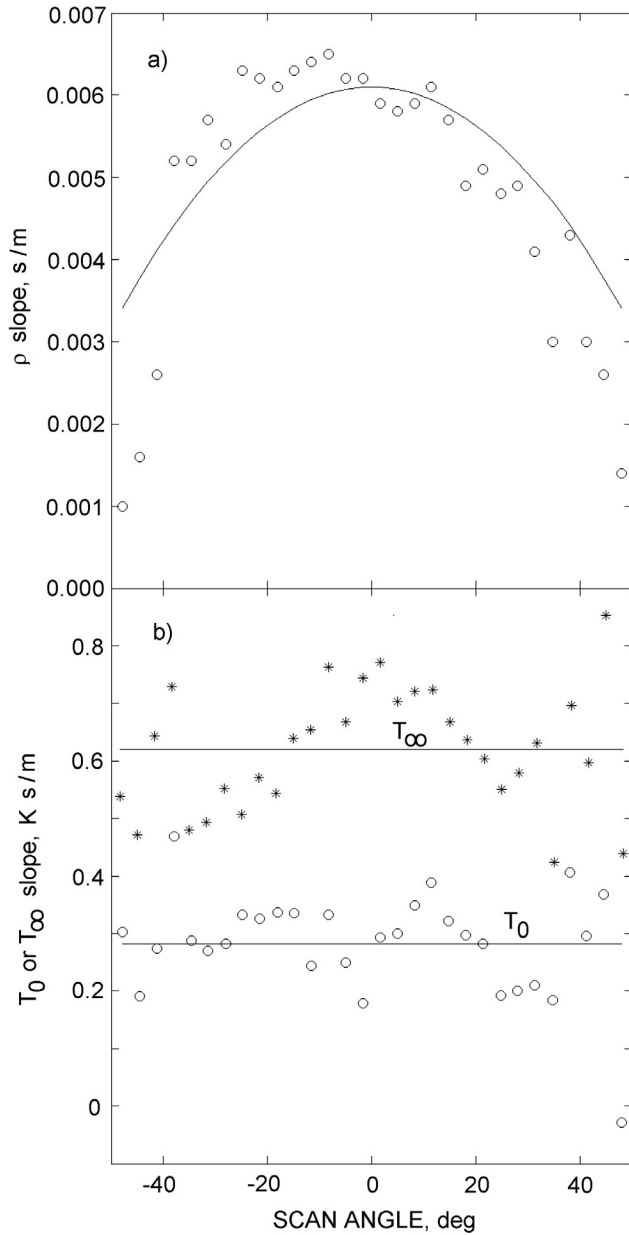 0.007
a)
0.006
0.005
0.004
0.003
0.002
0.001
0.000
ρ slope, s/m
b)
0.8
0.6
0.4
0.2
0
T∞
T0
T0 or T∞ slope, K s/m
-40 -20 0 20 40
SCAN ANGLE, deg